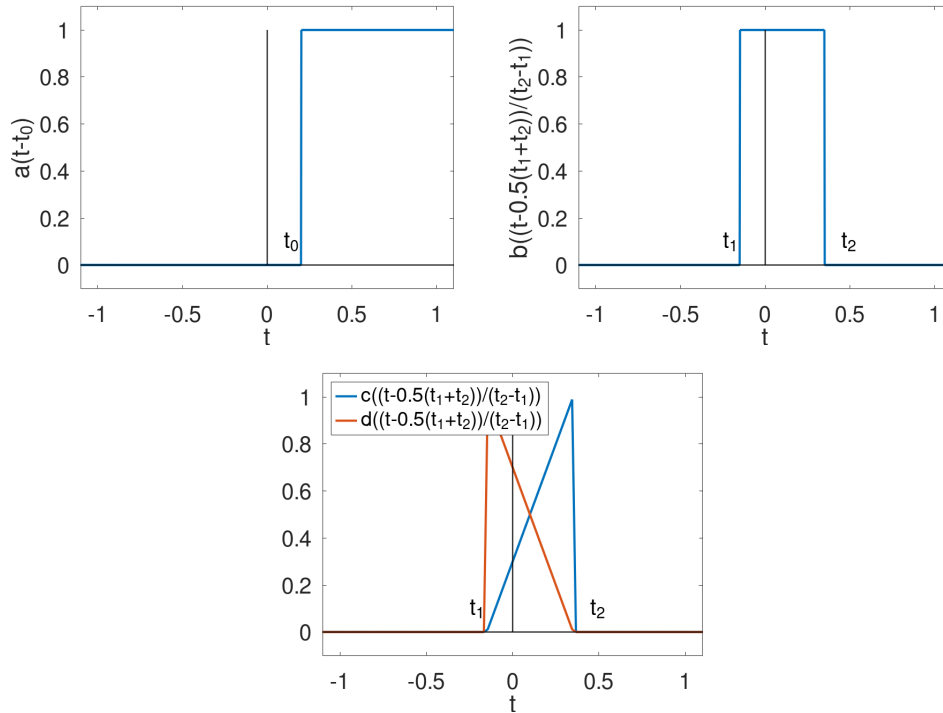 a(t-t₀)
1
0.8
0.6
0.4
0.2
0
t₀
-1
-0.5
0
0.5
1
t
b((t-0.5(t₁+t₂))/(t₂-t₁))
1
0.8
0.6
0.4
0.2
0
t₁
t₂
-1
-0.5
0
0.5
1
t
c((t-0.5(t₁+t₂))/(t₂-t₁))
d((t-0.5(t₁+t₂))/(t₂-t₁))
1
0.8
0.6
0.4
0.2
0
t₁
t₂
-1
-0.5
0
0.5
1
t